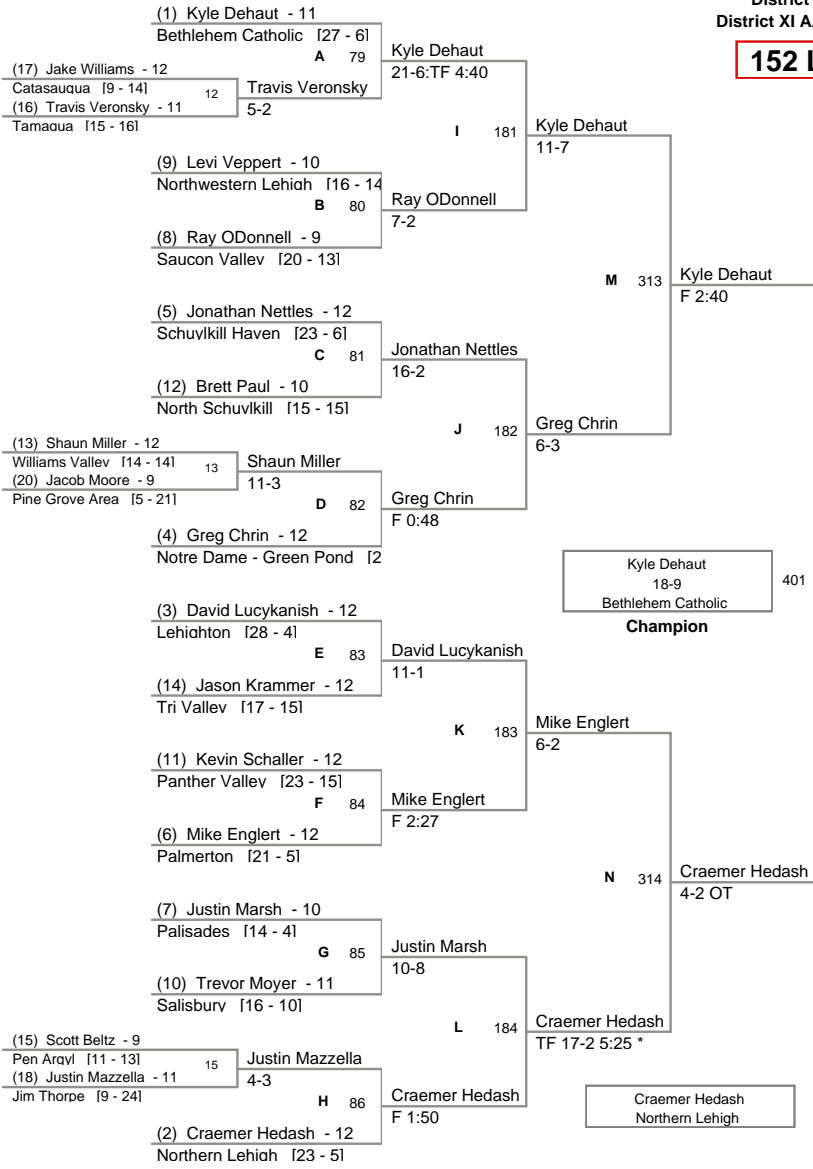 District
District XI A
152 L
(1) Kyle Dehaut - 11
Bethlehem Catholic [27 - 6]
A 79
(17) Jake Williams - 12
Catasauqua [9 - 14]
12
(16) Travis Veronsky - 11
Tamaqua [15 - 16]
Travis Veronsky
5-2
Kyle Dehaut
21-6:TF 4:40
(9) Levi Veppert - 10
Northwestern Lehigh [16 - 14
B 80
(8) Ray ODonnell - 9
Saucon Valley [20 - 13]
Ray ODonnell
7-2
I 181
Kyle Dehaut
11-7
(5) Jonathan Nettles - 12
Schuylkill Haven [23 - 6]
C 81
(12) Brett Paul - 10
North Schuylkill [15 - 15]
Jonathan Nettles
16-2
(13) Shaun Miller - 12
Williams Valley [14 - 14]
13
(20) Jacob Moore - 9
Pine Grove Area [5 - 21]
Shaun Miller
11-3
D 82
(4) Greg Chrin - 12
Notre Dame - Green Pond [2
Greg Chrin
F 0:48
J 182
Greg Chrin
6-3
M 313
Kyle Dehaut
F 2:40
Kyle Dehaut
18-9
Bethlehem Catholic
401
Champion
(3) David Lucykanish - 12
Lehighton [28 - 4]
E 83
(14) Jason Krammer - 12
Tri Valley [17 - 15]
David Lucykanish
11-1
(11) Kevin Schaller - 12
Panther Valley [23 - 15]
F 84
(6) Mike Englert - 12
Palmerton [21 - 5]
Mike Englert
F 2:27
K 183
Mike Englert
6-2
(7) Justin Marsh - 10
Palisades [14 - 4]
G 85
(10) Trevor Moyer - 11
Salisbury [16 - 10]
Justin Marsh
10-8
(15) Scott Beltz - 9
Pen Argyl [11 - 13]
15
(18) Justin Mazzella - 11
Jim Thorpe [9 - 24]
Justin Mazzella
4-3
H 86
(2) Craemer Hedash - 12
Northern Lehigh [23 - 5]
Craemer Hedash
F 1:50
L 184
Craemer Hedash
TF 17-2 5:25 *
N 314
Craemer Hedash
4-2 OT
Craemer Hedash
Northern Lehigh